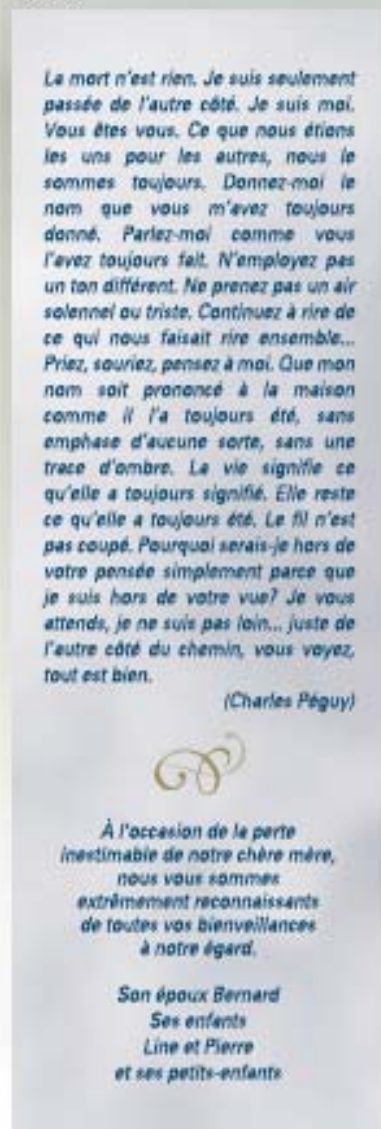 La mort n'est rien. Je suis seulement
passée de l'autre côté. Je suis moi.
Vous êtes vous. Ce que nous étions
les uns pour les autres, nous le
sommes toujours. Donnez-moi le
nom que vous m'avez toujours
donné. Parlez-moi comme vous
l'avez toujours fait. N'employez pas
un ton différent. Ne prenez pas un air
solennel ou triste. Continuez à rire de
ce qui nous faisait rire ensemble...
Priez, souriez, pensez à moi. Que mon
nom soit prononcé à la maison
comme il l'a toujours été, sans
emphase d'aucune sorte, sans une
trace d'ombre. La vie signifie ce
qu'elle a toujours signifié. Elle reste
ce qu'elle a toujours été. Le fil n'est
pas coupé. Pourquoi serais-je hors de
votre pensée simplement parce que
je suis hors de votre vue? Je vous
attends, je ne suis pas loin... juste de
l'autre côté du chemin, vous voyez,
tout est bien.
(Charles Péguy)
À l'occasion de la perte
inestimable de notre chère mère,
nous vous sommes
extrêmement reconnaissants
de toutes vos bienveillances
à notre égard.
Son époux Bernard
Ses enfants
Line et Pierre
et ses petits-enfants